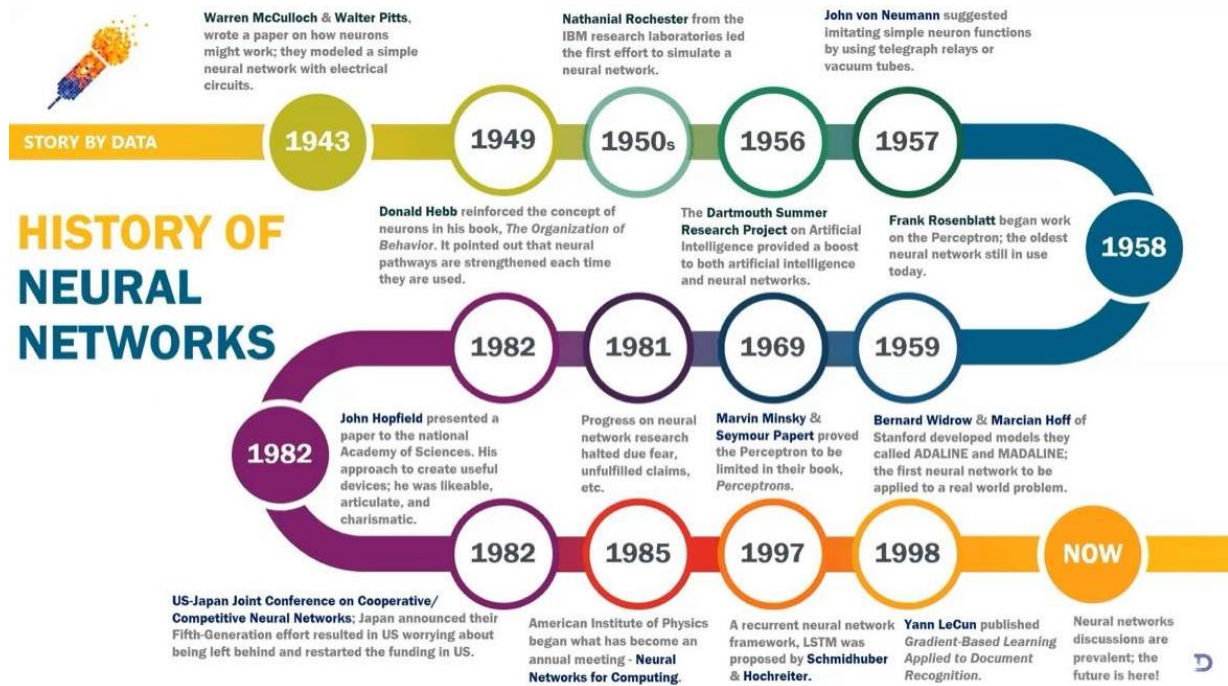 Warren McCulloch & Walter Pitts,
wrote a paper on how neurons
might work; they modeled a simple
neural network with electrical
circuits.
Nathanial Rochester from the
IBM research laboratories led
the first effort to simulate a
neural network.
John von Neumann suggested
imitating simple neuron functions
by using telegraph relays or
vacuum tubes.
STORY BY DATA
1943
1949
1950s
1956
1957
HISTORY OF
NEURAL
NETWORKS
Donald Hebb reinforced the concept of
neurons in his book, The Organization of
Behavior. It pointed out that neural
pathways are strengthened each time
they are used.
The Dartmouth Summer
Research Project on Artificial
Intelligence provided a boost
to both artificial intelligence
and neural networks.
Frank Rosenblatt began work
on the Perceptron; the oldest
neural network still in use
today.
1958
1982
1981
1969
1959
1982
John Hopfield presented a
paper to the national
Academy of Sciences. His
approach to create useful
devices; he was likeable,
articulate, and
charismatic.
Progress on neural
network research
halted due fear,
unfulfilled claims,
etc.
Marvin Minsky &
Seymour Papert proved
the Perceptron to be
limited in their book,
Perceptrons.
Bernard Widrow & Marcian Hoff of
Stanford developed models they
called ADALINE and MADALINE;
the first neural network to be
applied to a real world problem.
1982
1985
1997
1998
NOW
US-Japan Joint Conference on Cooperative/
Competitive Neural Networks; Japan announced their
Fifth-Generation effort resulted in US worrying about
being left behind and restarted the funding in US.
American Institute of Physics
began what has become an
annual meeting - Neural
Networks for Computing.
A recurrent neural network
framework, LSTM was
proposed by Schmidhuber
& Hochreiter.
Yann LeCun published
Gradient-Based Learning
Applied to Document
Recognition.
Neural networks
discussions are
prevalent; the
future is here!